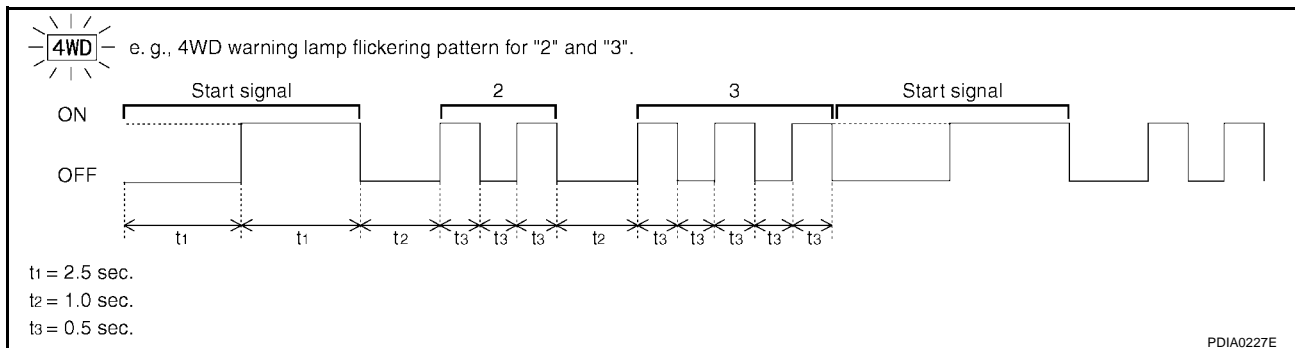 4WD e. g., 4WD warning lamp flickering pattern for "2" and "3".
Start signal 2 3 Start signal
ON
OFF
t1 t1 t2 t3 t3 t3 t2 t3 t3 t3 t3 t3
t1 = 2.5 sec.
t2 = 1.0 sec.
t3 = 0.5 sec.
PDIA0227E